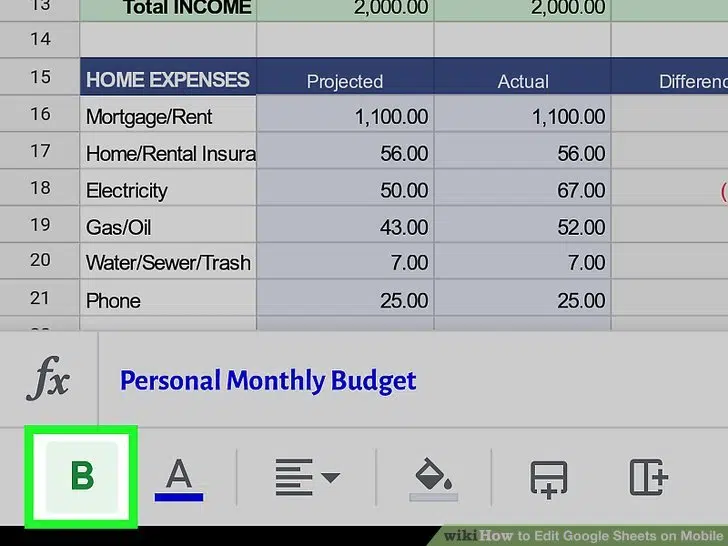 13 Total INCOME 2,000.00 2,000.00
14
15 HOME EXPENSES Projected Actual Differenc
16 Mortgage/Rent 1,100.00 1,100.00
17 Home/Rental Insura 56.00 56.00
18 Electricity 50.00 67.00 (
19 Gas/Oil 43.00 52.00
20 Water/Sewer/Trash 7.00 7.00
21 Phone 25.00 25.00
fx Personal Monthly Budget
B A
wikiHow to Edit Google Sheets on Mobile